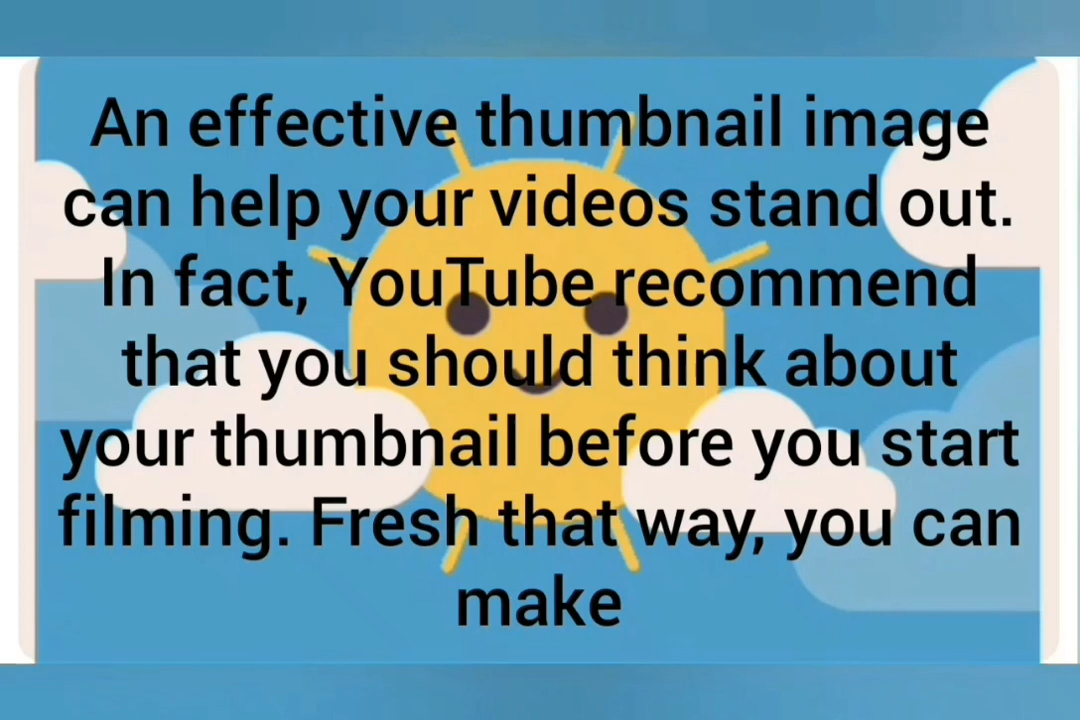 An effective thumbnail image
can help your videos stand out.
In fact, YouTube recommend
that you should think about
your thumbnail before you start
filming. Fresh that way, you can
make